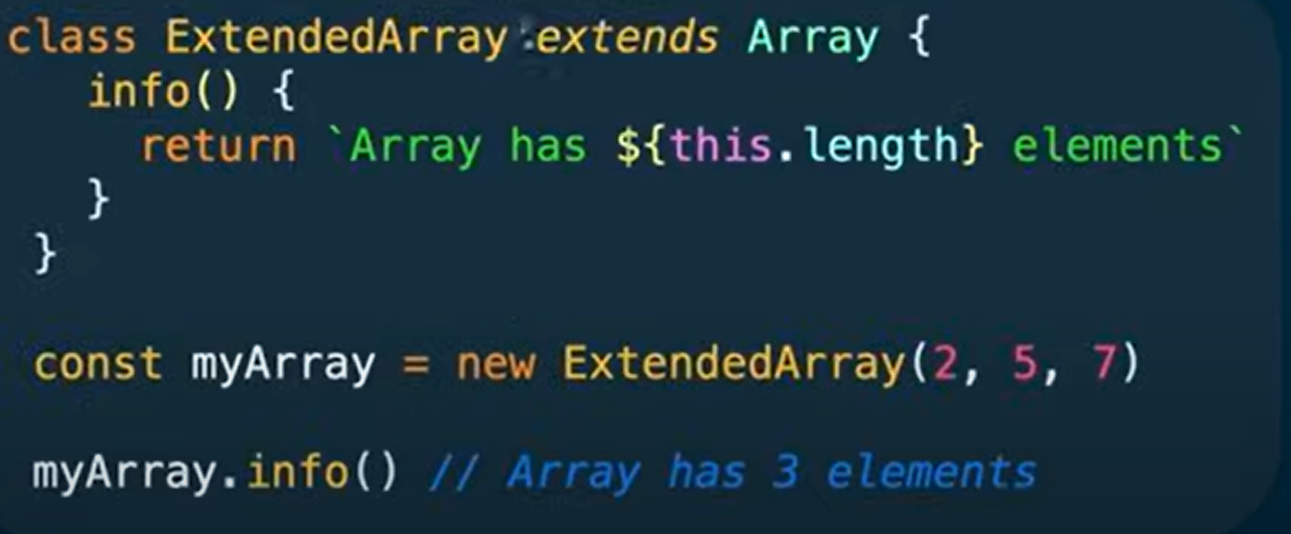 class ExtendedArray extends Array {
info() {
return `Array has ${this.length} elements`
}
}
const myArray = new ExtendedArray(2, 5, 7)
myArray.info() // Array has 3 elements